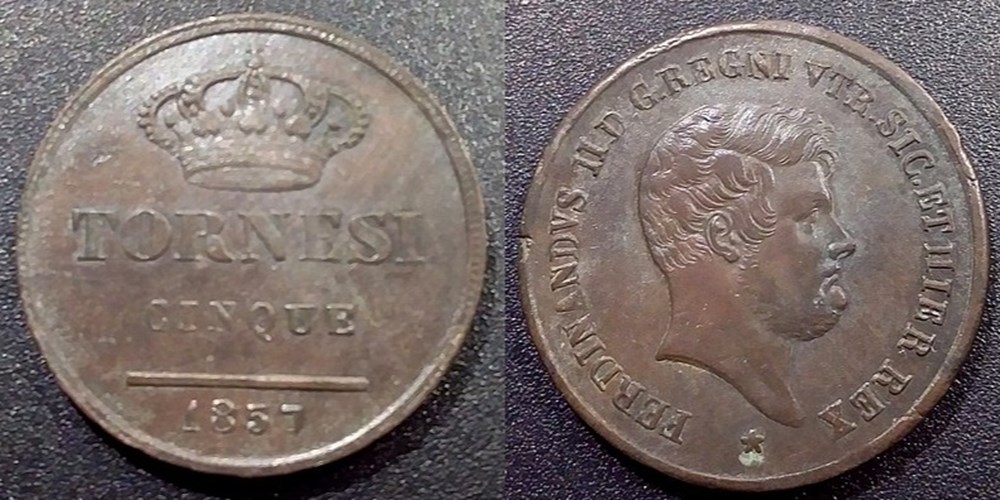 TORNESI
CINQUE
1857
FERDINANDVS II.D G.REGNI VTR.SIC.ET HIER REX